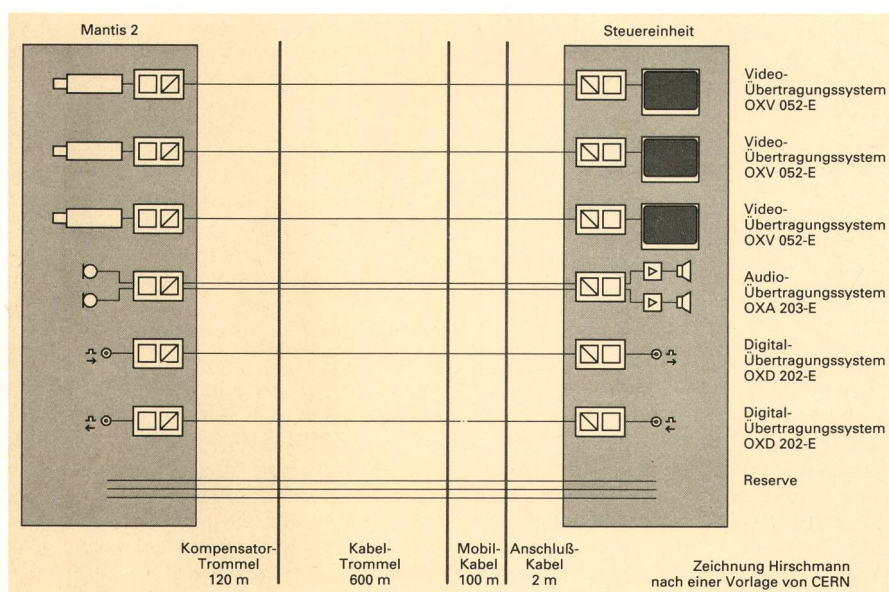 Mantis 2
Steuereinheit
Video-
Übertragungssystem
OXV 052-E
Video-
Übertragungssystem
OXV 052-E
Video-
Übertragungssystem
OXV 052-E
Audio-
Übertragungssystem
OXA 203-E
Digital-
Übertragungssystem
OXD 202-E
Digital-
Übertragungssystem
OXD 202-E
Reserve
Kompensator-
Trommel
120 m
Kabel-
Trommel
600 m
Mobil-
Kabel
100 m
Anschluß-
Kabel
2 m
Zeichnung Hirschmann
nach einer Vorlage von CERN